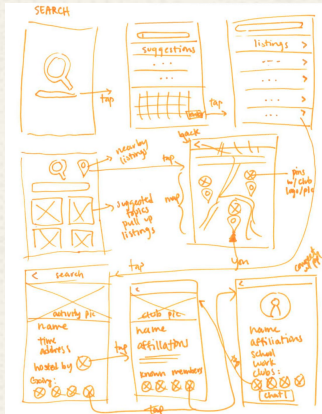 SEARCH
tap
suggestions
...
...
tap
listings >
... >
... >
... >
... >
nearby
listings
tap
suggested
topics
pull up
listings
back
map
pins
w/ club
logo/pic
you
tap
< search
activity pic
name
time
address
hosted by
Going:
tap
<
club pic
name
affiliations
known members
tap
<
name
affiliations
school
work
clubs:
chat!